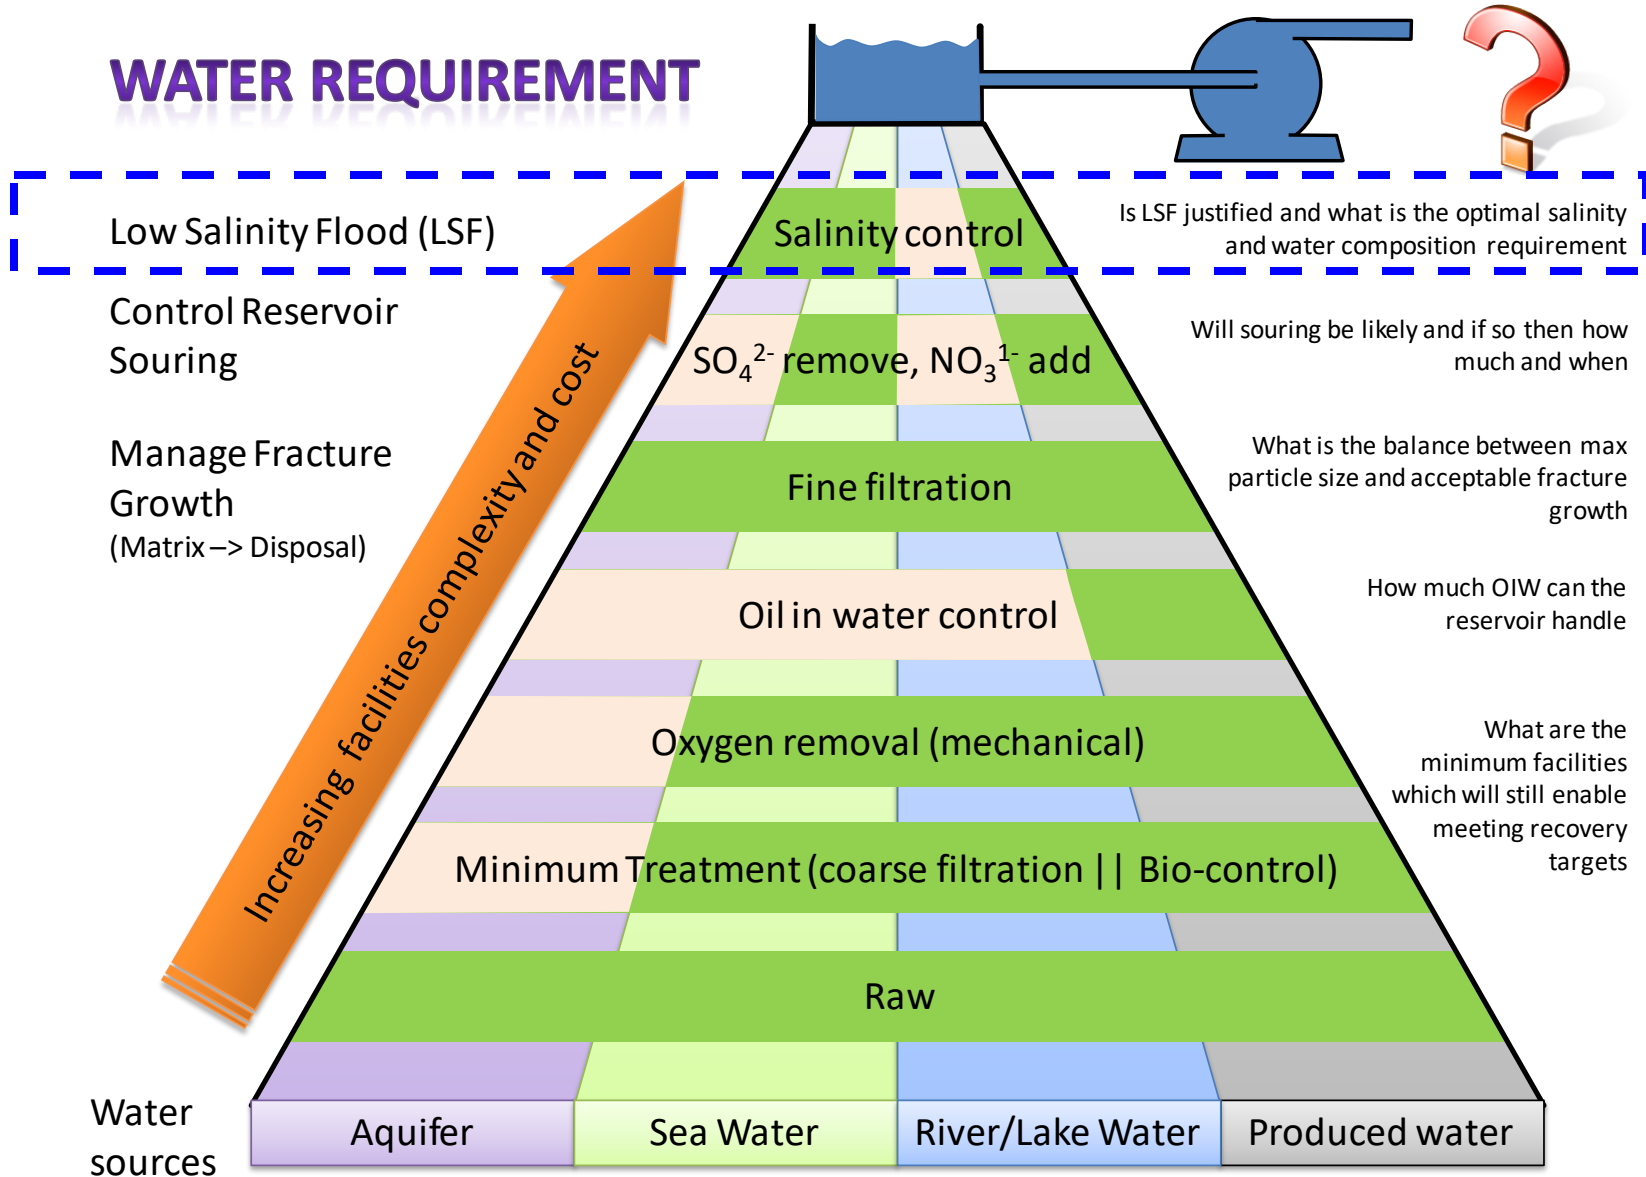 WATER REQUIREMENT
Low Salinity Flood (LSF)
Salinity control
Is LSF justified and what is the optimal salinity
and water composition requirement
Control Reservoir
Souring
SO₄²⁻ remove, NO₃¹⁻ add
Will souring be likely and if so then how
much and when
Manage Fracture
Growth
(Matrix –> Disposal)
Fine filtration
What is the balance between max
particle size and acceptable fracture
growth
Oil in water control
How much OIW can the
reservoir handle
Increasing facilities complexity and cost
Oxygen removal (mechanical)
What are the
minimum facilities
which will still enable
meeting recovery
targets
Minimum Treatment (coarse filtration || Bio-control)
Raw
Water
sources
Aquifer
Sea Water
River/Lake Water
Produced water